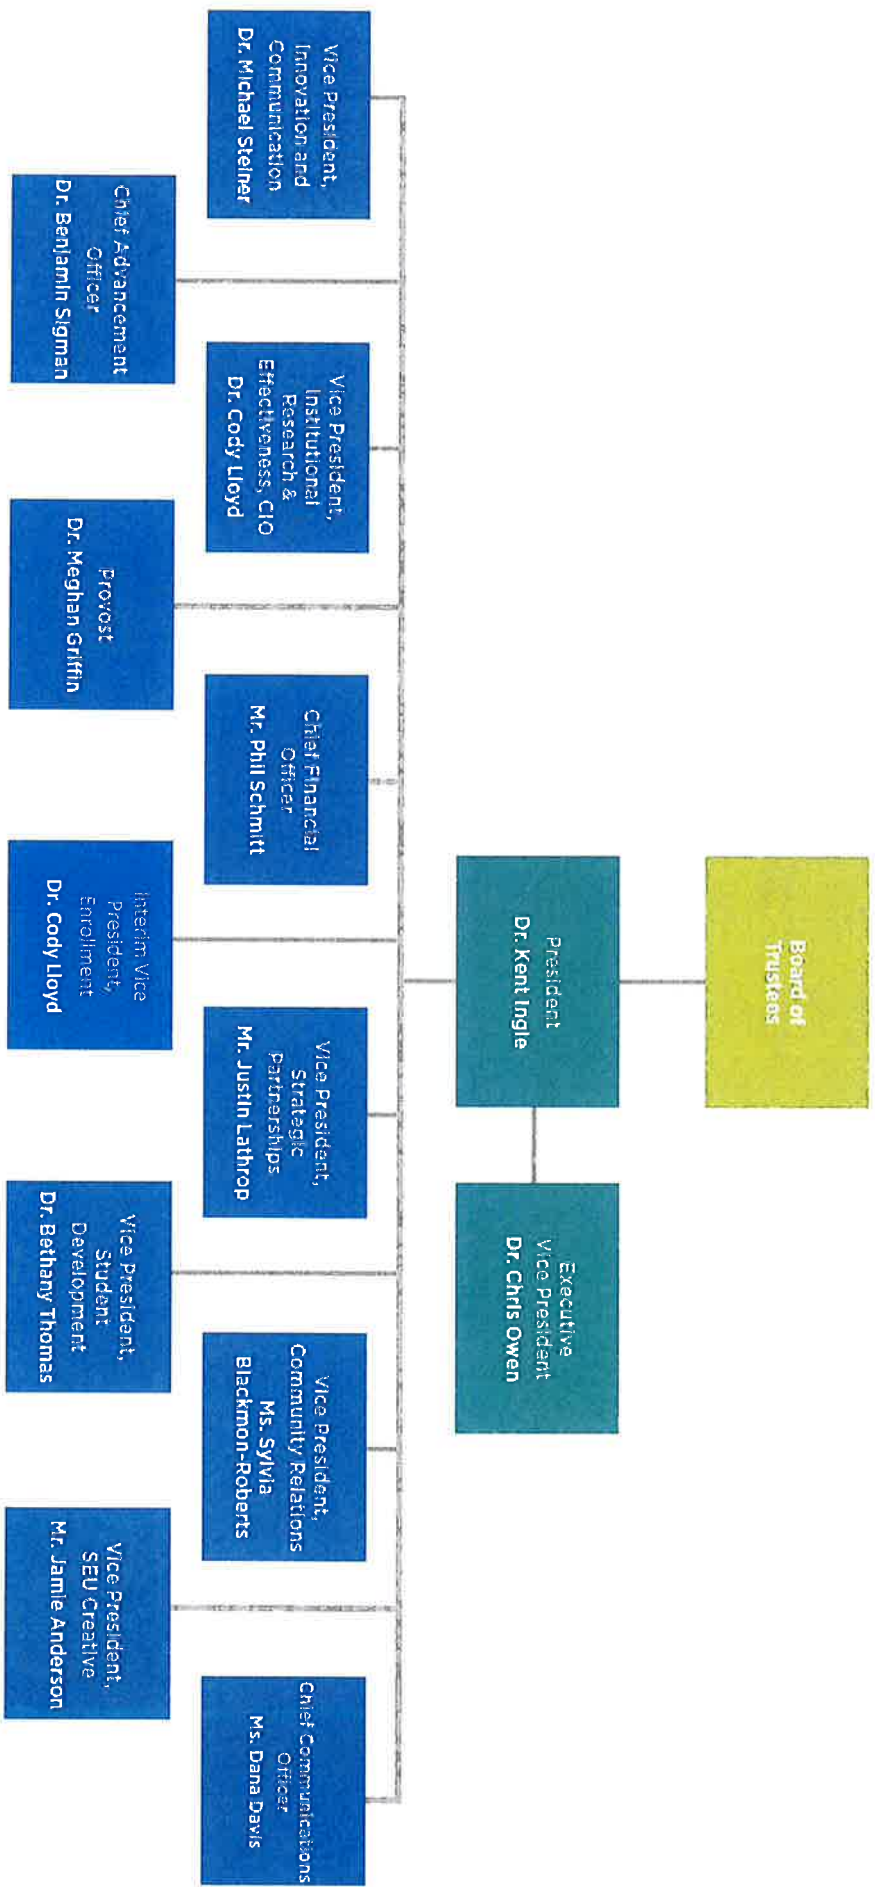 Board of
Trustees
President
Dr. Kent Ingle
Executive
Vice President
Dr. Chris Owen
Vice President,
Innovation and
Communication
Dr. Michael Steiner
Chief Advancement
Officer
Dr. Benjamin Sigman
Vice President,
Institutional
Research &
Effectiveness, CIO
Dr. Cody Lloyd
Provost
Dr. Meghan Griffin
Chief Financial
Officer
Mr. Phil Schmitt
Interim Vice
President,
Enrollment
Dr. Cody Lloyd
Vice President,
Strategic
Partnerships
Mr. Justin Lathrop
Vice President,
Student
Development
Dr. Bethany Thomas
Vice President,
Community Relations
Ms. Sylvia
Blackmon-Roberts
Vice President,
SEU Creative
Mr. Jamie Anderson
Chief Communications
Officer
Ms. Dana Davis